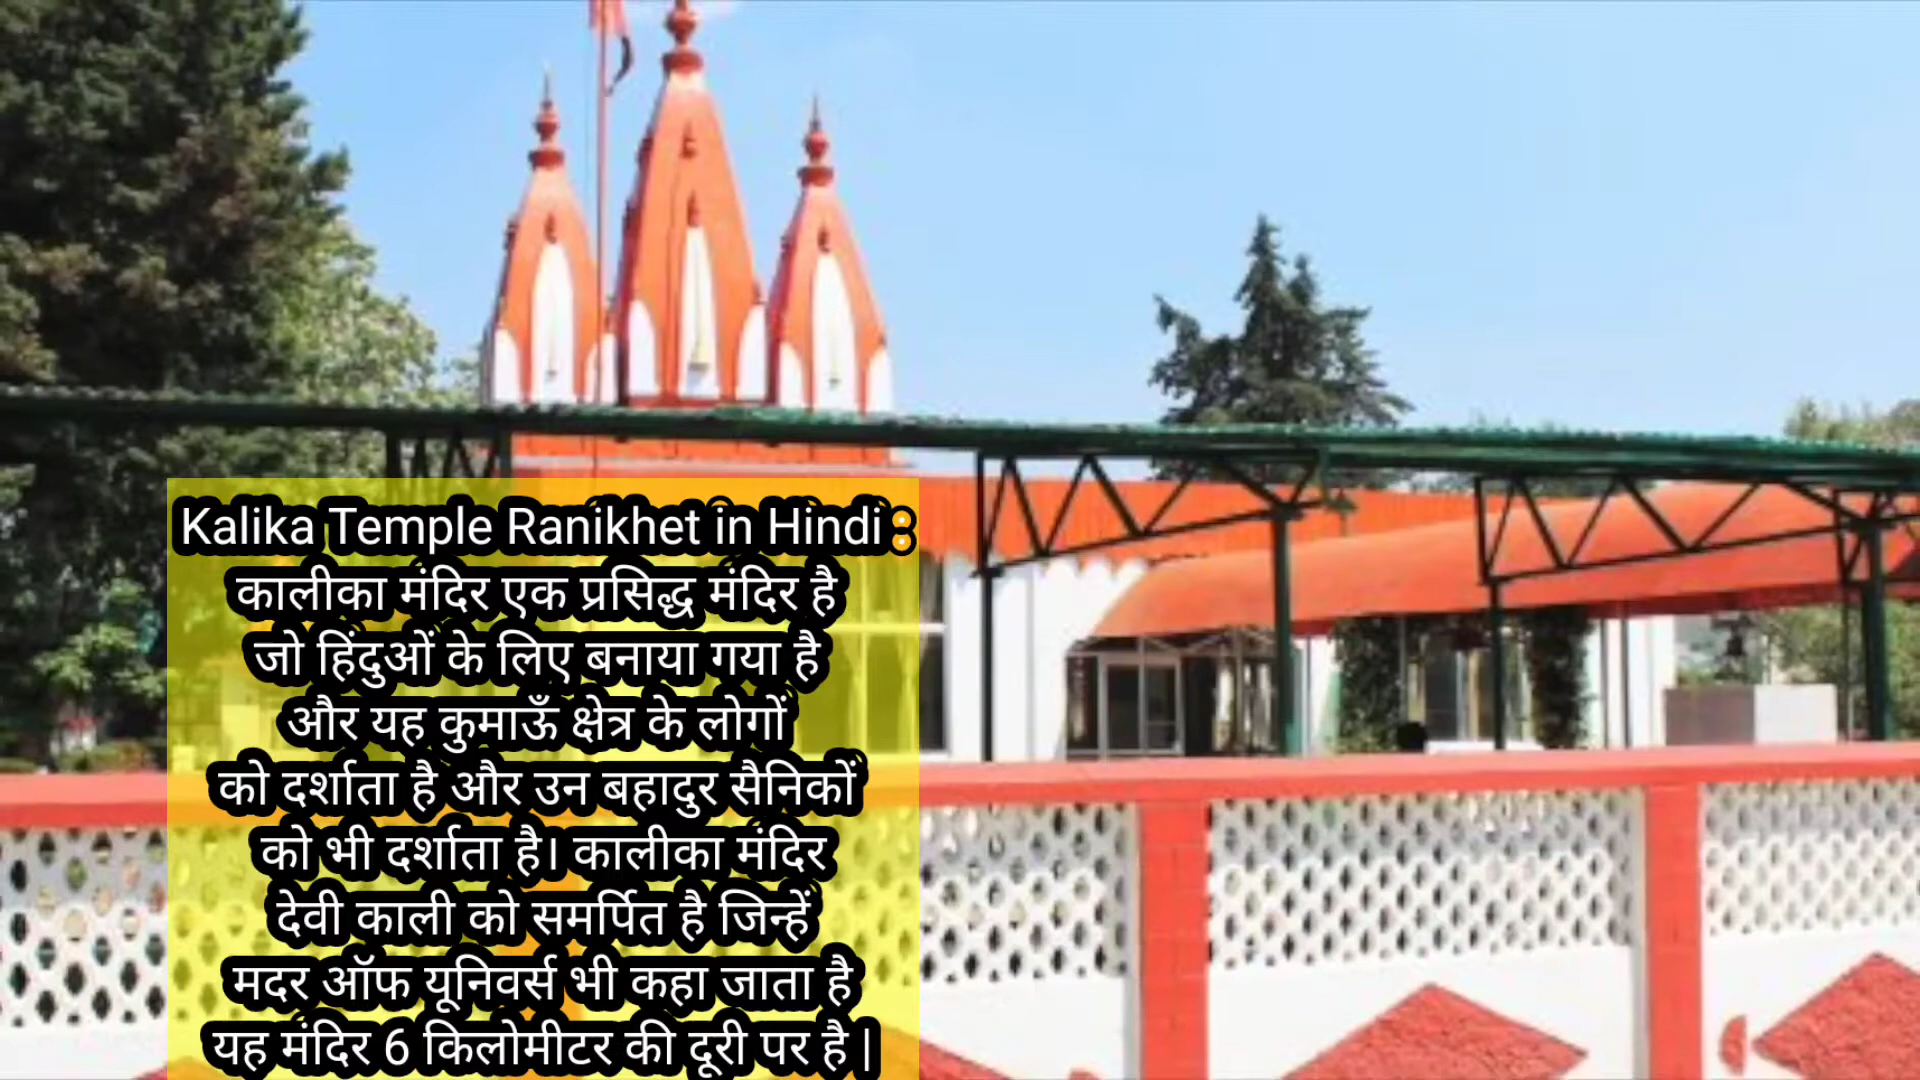 Kalika Temple Ranikhet in Hindi :
कालीका मंदिर एक प्रसिद्ध मंदिर है
जो हिंदुओं के लिए बनाया गया है
और यह कुमाऊँ क्षेत्र के लोगों
को दर्शाता है और उन बहादुर सैनिकों
को भी दर्शाता है। कालीका मंदिर
देवी काली को समर्पित है जिन्हें
मदर ऑफ यूनिवर्स भी कहा जाता है
यह मंदिर 6 किलोमीटर की दूरी पर है |